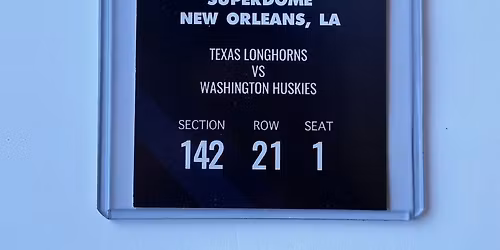 SUPERDOME
NEW ORLEANS, LA
TEXAS LONGHORNS
VS
WASHINGTON HUSKIES
SECTION ROW SEAT
142 21 1